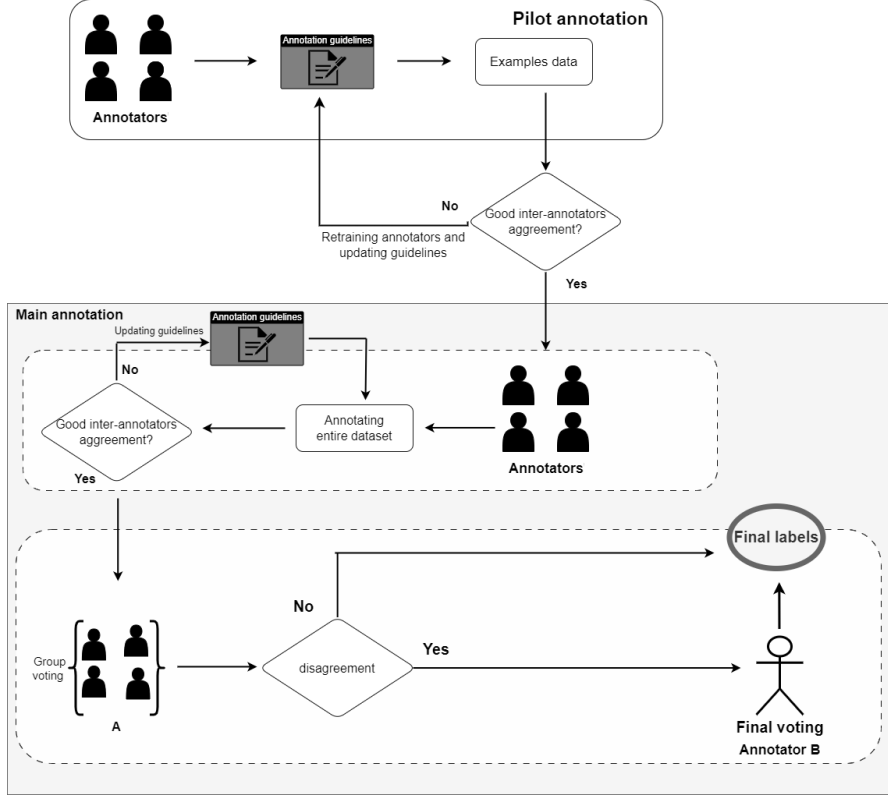 Pilot annotation
Annotation guidelines
Examples data
Annotators
No
Good inter-annotators
aggreement?
Retraining annotators and
updating guidelines
Yes
Main annotation
Annotation guidelines
Updating guidelines
No
Good inter-annotators
aggreement?
Annotating
entire dataset
Annotators
Yes
Final labels
No
Group
voting
disagreement
Yes
A
Final voting
Annotator B